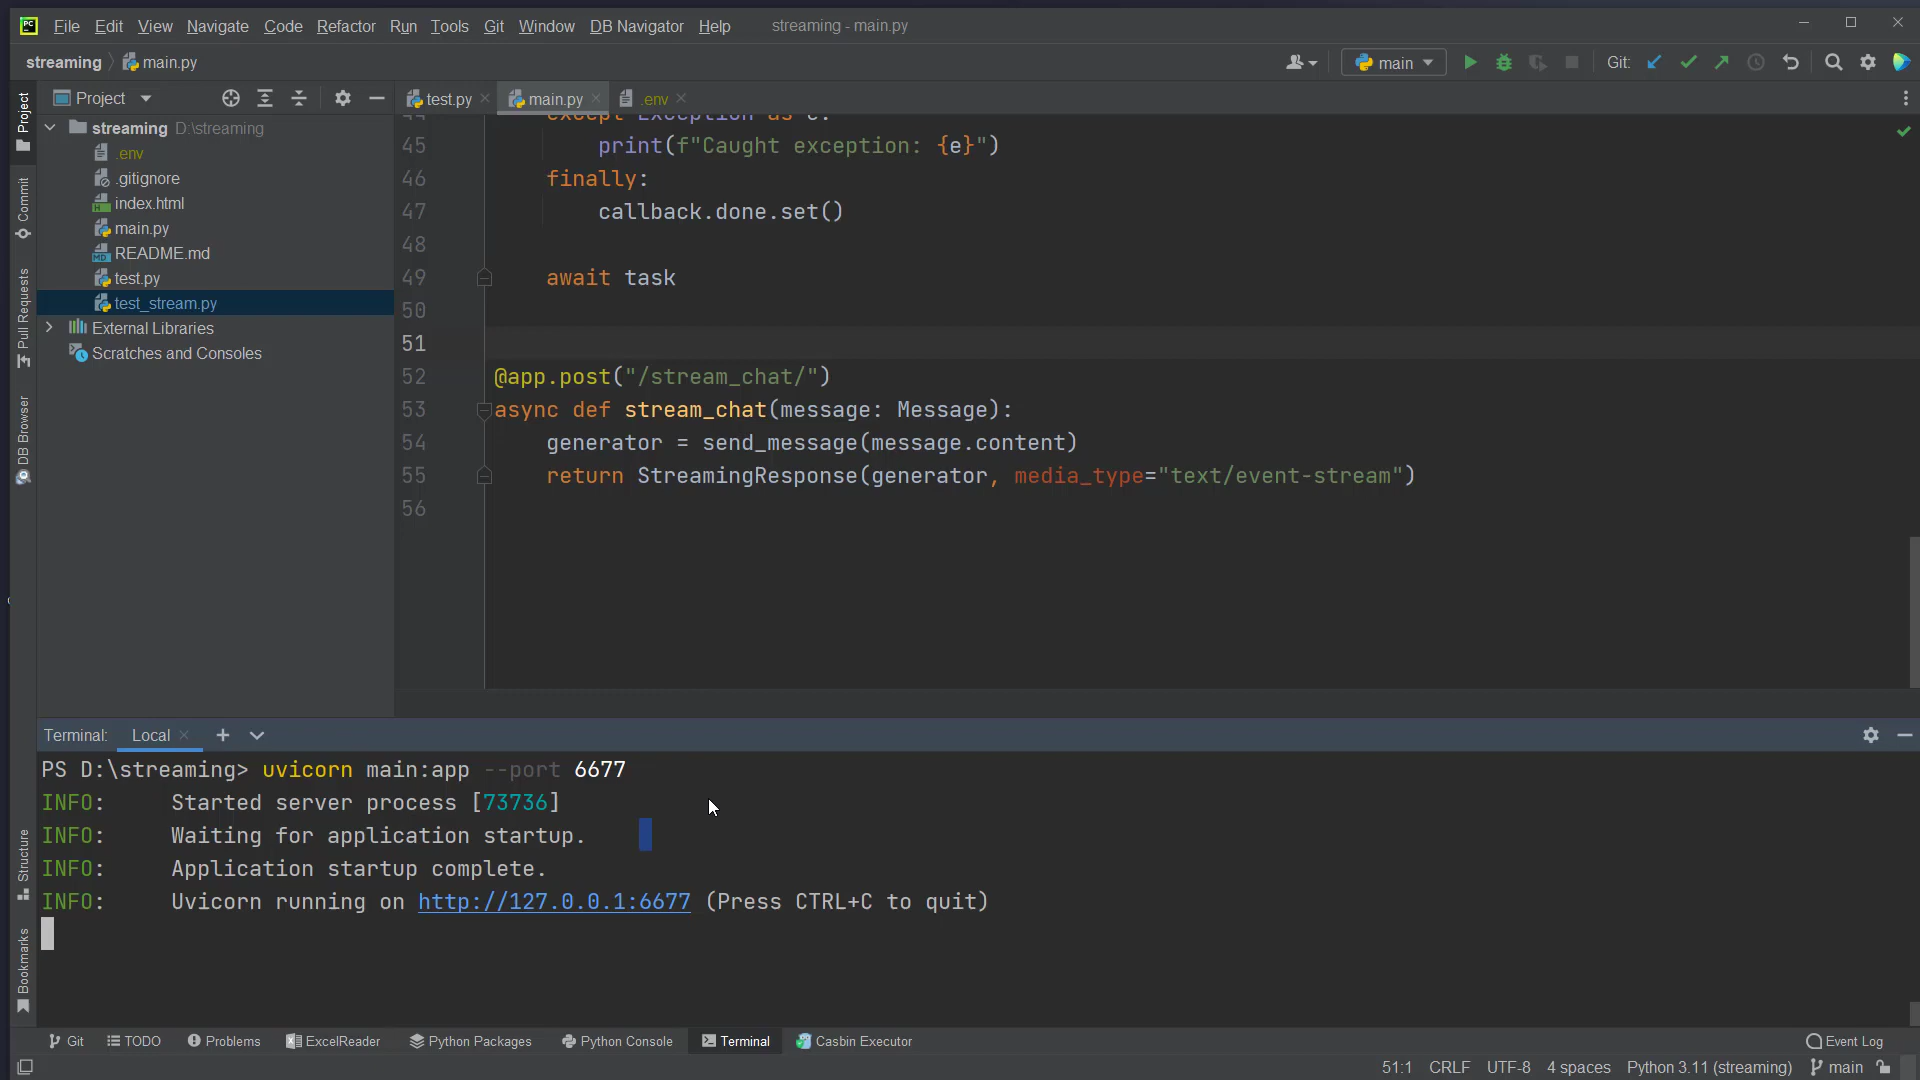 File Edit View Navigate Code Refactor Run Tools Git Window DB Navigator Help streaming - main.py
streaming main.py
main
Git:
Project
test.py
main.py
.env
streaming D:\streaming
.env
.gitignore
index.html
main.py
README.md
test.py
test_stream.py
External Libraries
Scratches and Consoles
Project
Commit
Pull Requests
DB Browser
Structure
Bookmarks
44 except Exception as e:
45 print(f"Caught exception: {e}")
46 finally:
47 callback.done.set()
48
49 await task
50
51
52 @app.post("/stream_chat/")
53 async def stream_chat(message: Message):
54 generator = send_message(message.content)
55 return StreamingResponse(generator, media_type="text/event-stream")
56
Terminal: Local
PS D:\streaming> uvicorn main:app --port 6677
INFO: Started server process [73736]
INFO: Waiting for application startup.
INFO: Application startup complete.
INFO: Uvicorn running on http://127.0.0.1:6677 (Press CTRL+C to quit)
Git TODO Problems ExcelReader Python Packages Python Console Terminal Casbin Executor Event Log
51:1 CRLF UTF-8 4 spaces Python 3.11 (streaming) main